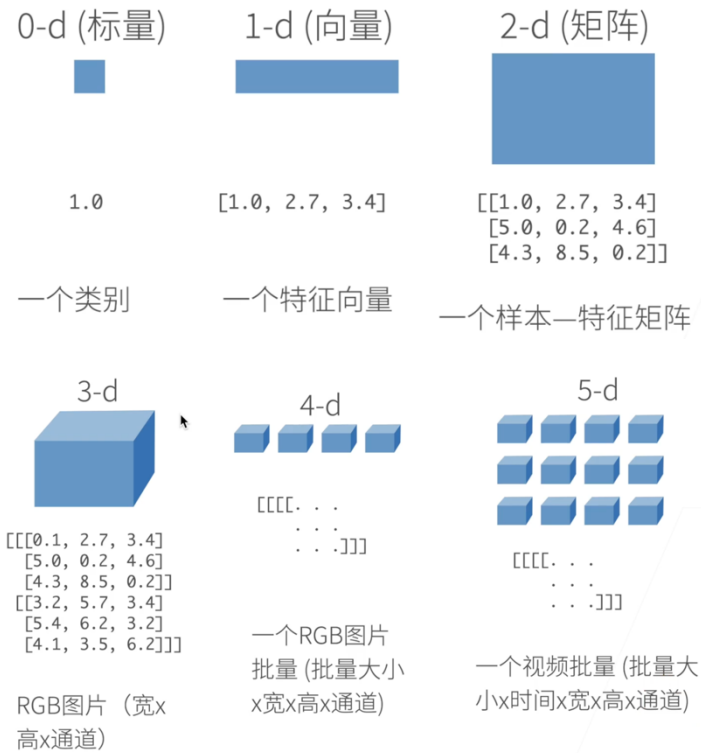 0-d (标量)
1-d (向量)
2-d (矩阵)
1.0
[1.0, 2.7, 3.4]
[[1.0, 2.7, 3.4]
[5.0, 0.2, 4.6]
[4.3, 8.5, 0.2]]
一个类别
一个特征向量
一个样本—特征矩阵
3-d
[[[0.1, 2.7, 3.4]
[5.0, 0.2, 4.6]
[4.3, 8.5, 0.2]]
[[3.2, 5.7, 3.4]
[5.4, 6.2, 3.2]
[4.1, 3.5, 6.2]]]
RGB图片（宽x
高x通道）
4-d
[[[[. . .
. . .
. . .]]]
一个RGB图片
批量 (批量大小
x宽x高x通道)
5-d
[[[[. . .
. . .
. . .]]]
一个视频批量 (批量大
小x时间x宽x高x通道)